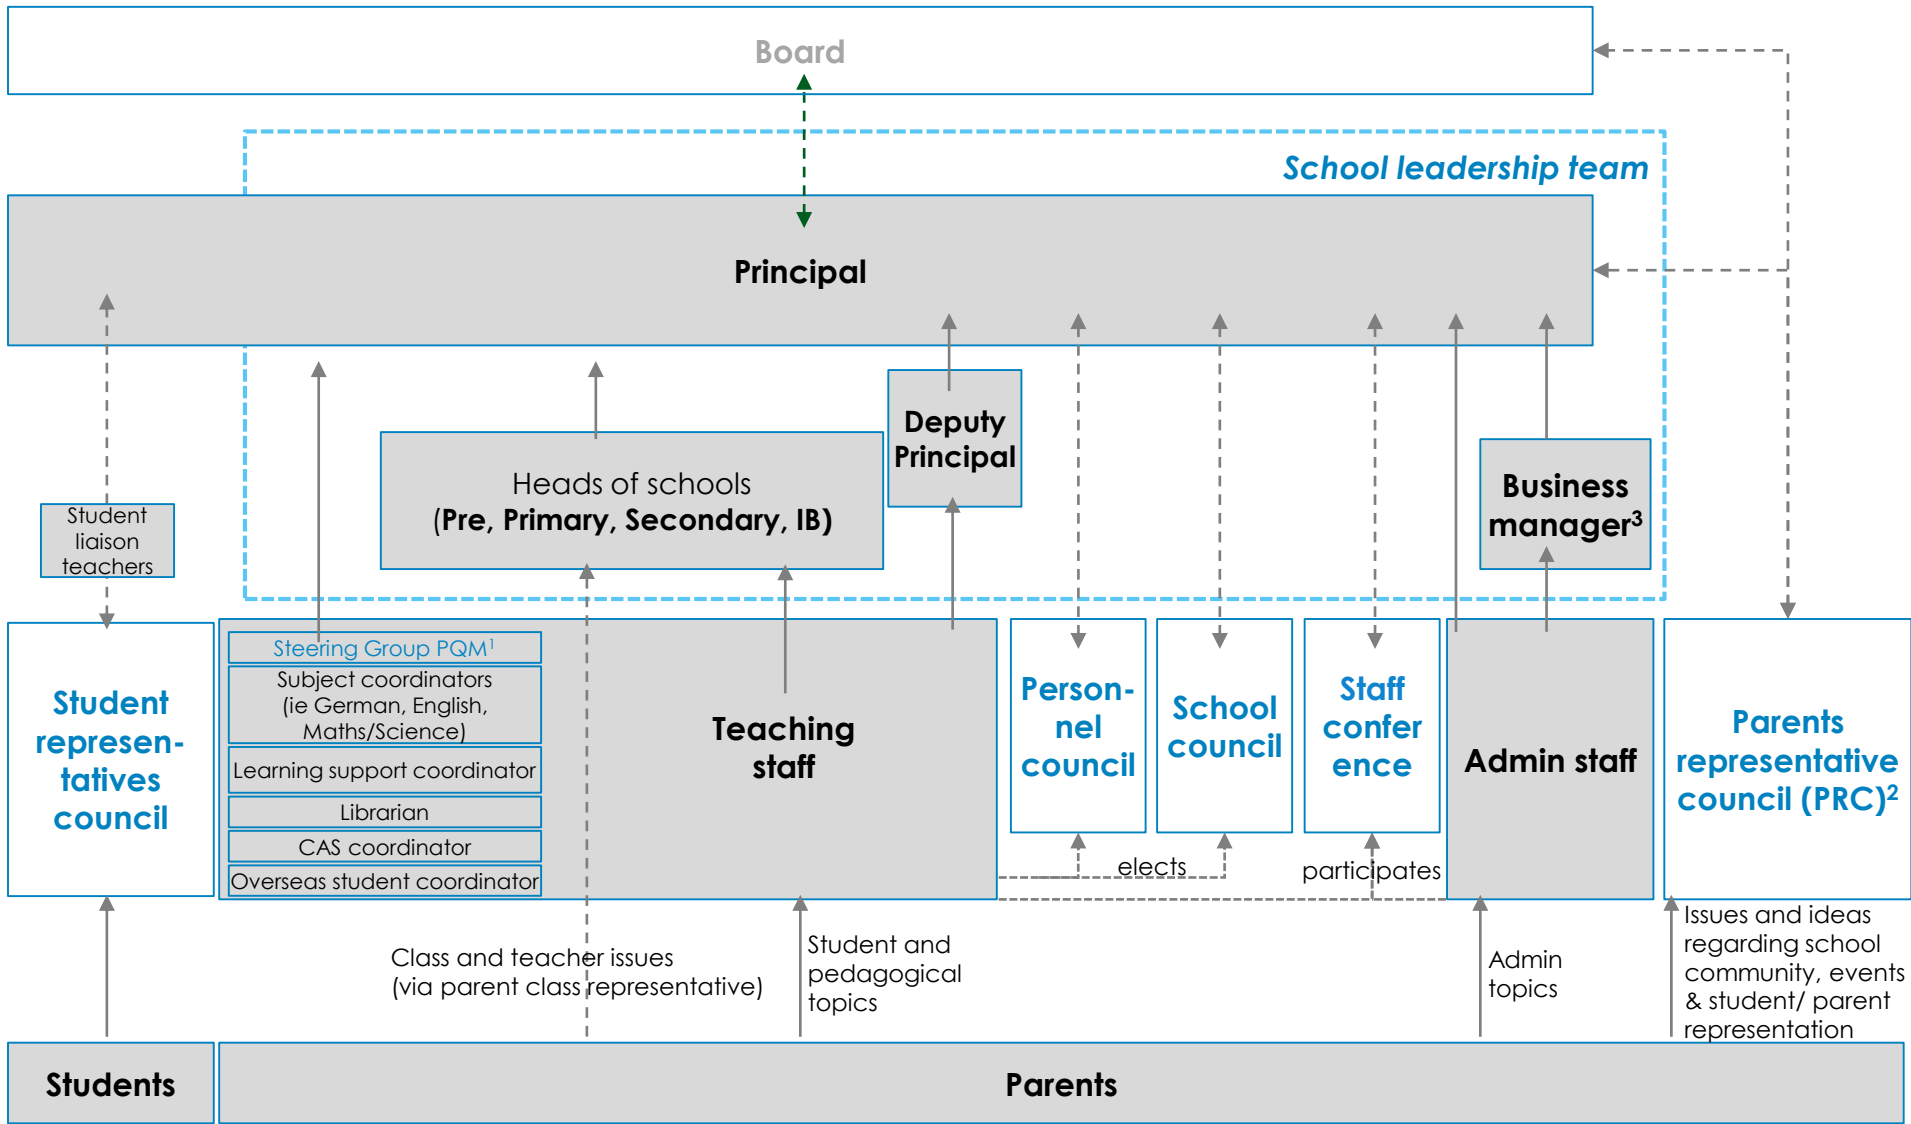 Board
School leadership team
Principal
Deputy
Principal
Heads of schools
(Pre, Primary, Secondary, IB)
Business
manager³
Student
liaison
teachers
Student
represen-
tatives
council
Steering Group PQM¹
Subject coordinators
(ie German, English,
Maths/Science)
Learning support coordinator
Librarian
CAS coordinator
Overseas student coordinator
Teaching
staff
Person-
nel
council
School
council
Staff
confer
ence
Admin staff
Parents
representative
council (PRC)²
elects
participates
Class and teacher issues
(via parent class representative)
Student and
pedagogical
topics
Admin
topics
Issues and ideas
regarding school
community, events
& student/ parent
representation
Students
Parents